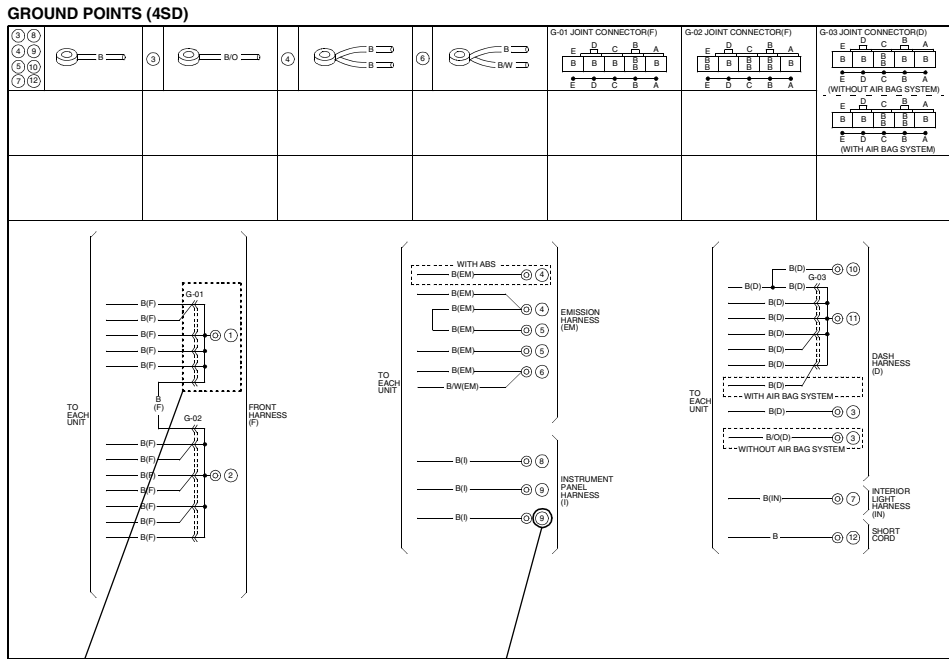 GROUND POINTS (4SD)
3 8
4 9
5 10
7 12
B
3
B/O
4
B
B
6
B
B/W
G-01 JOINT CONNECTOR(F)
E D C B A
B B B B B
B
E D C B A
G-02 JOINT CONNECTOR(F)
E D C B A
B B B B B
B B B
E D C B A
G-03 JOINT CONNECTOR(D)
E D C B A
B B B B B
B
E D C B A
(WITHOUT AIR BAG SYSTEM)
E D C B A
B B B B B
B B
E D C B A
(WITH AIR BAG SYSTEM)
TO
EACH
UNIT
G-01
B(F)
B(F)
B(F)
B(F)
B(F)
1
B
(F)
G-02
B(F)
B(F)
B(F)
B(F)
B(F)
B(F)
B(F)
2
FRONT
HARNESS
(F)
TO
EACH
UNIT
WITH ABS
B(EM) 4
B(EM)
B(EM) 4
B(EM) 5
B(EM) 5
B(EM) 6
B/W(EM)
EMISSION
HARNESS
(EM)
B(I) 8
B(I) 9
B(I) 9
INSTRUMENT
PANEL
HARNESS
(I)
TO
EACH
UNIT
B(D) 10
G-03
B(D) B(D)
B(D)
B(D) 11
B(D)
B(D)
B(D)
B(D)
WITH AIR BAG SYSTEM
B(D) 3
B/O(D) 3
WITHOUT AIR BAG SYSTEM
DASH
HARNESS
(D)
B(IN) 7
INTERIOR
LIGHT
HARNESS
(IN)
B 12
SHORT
CORD